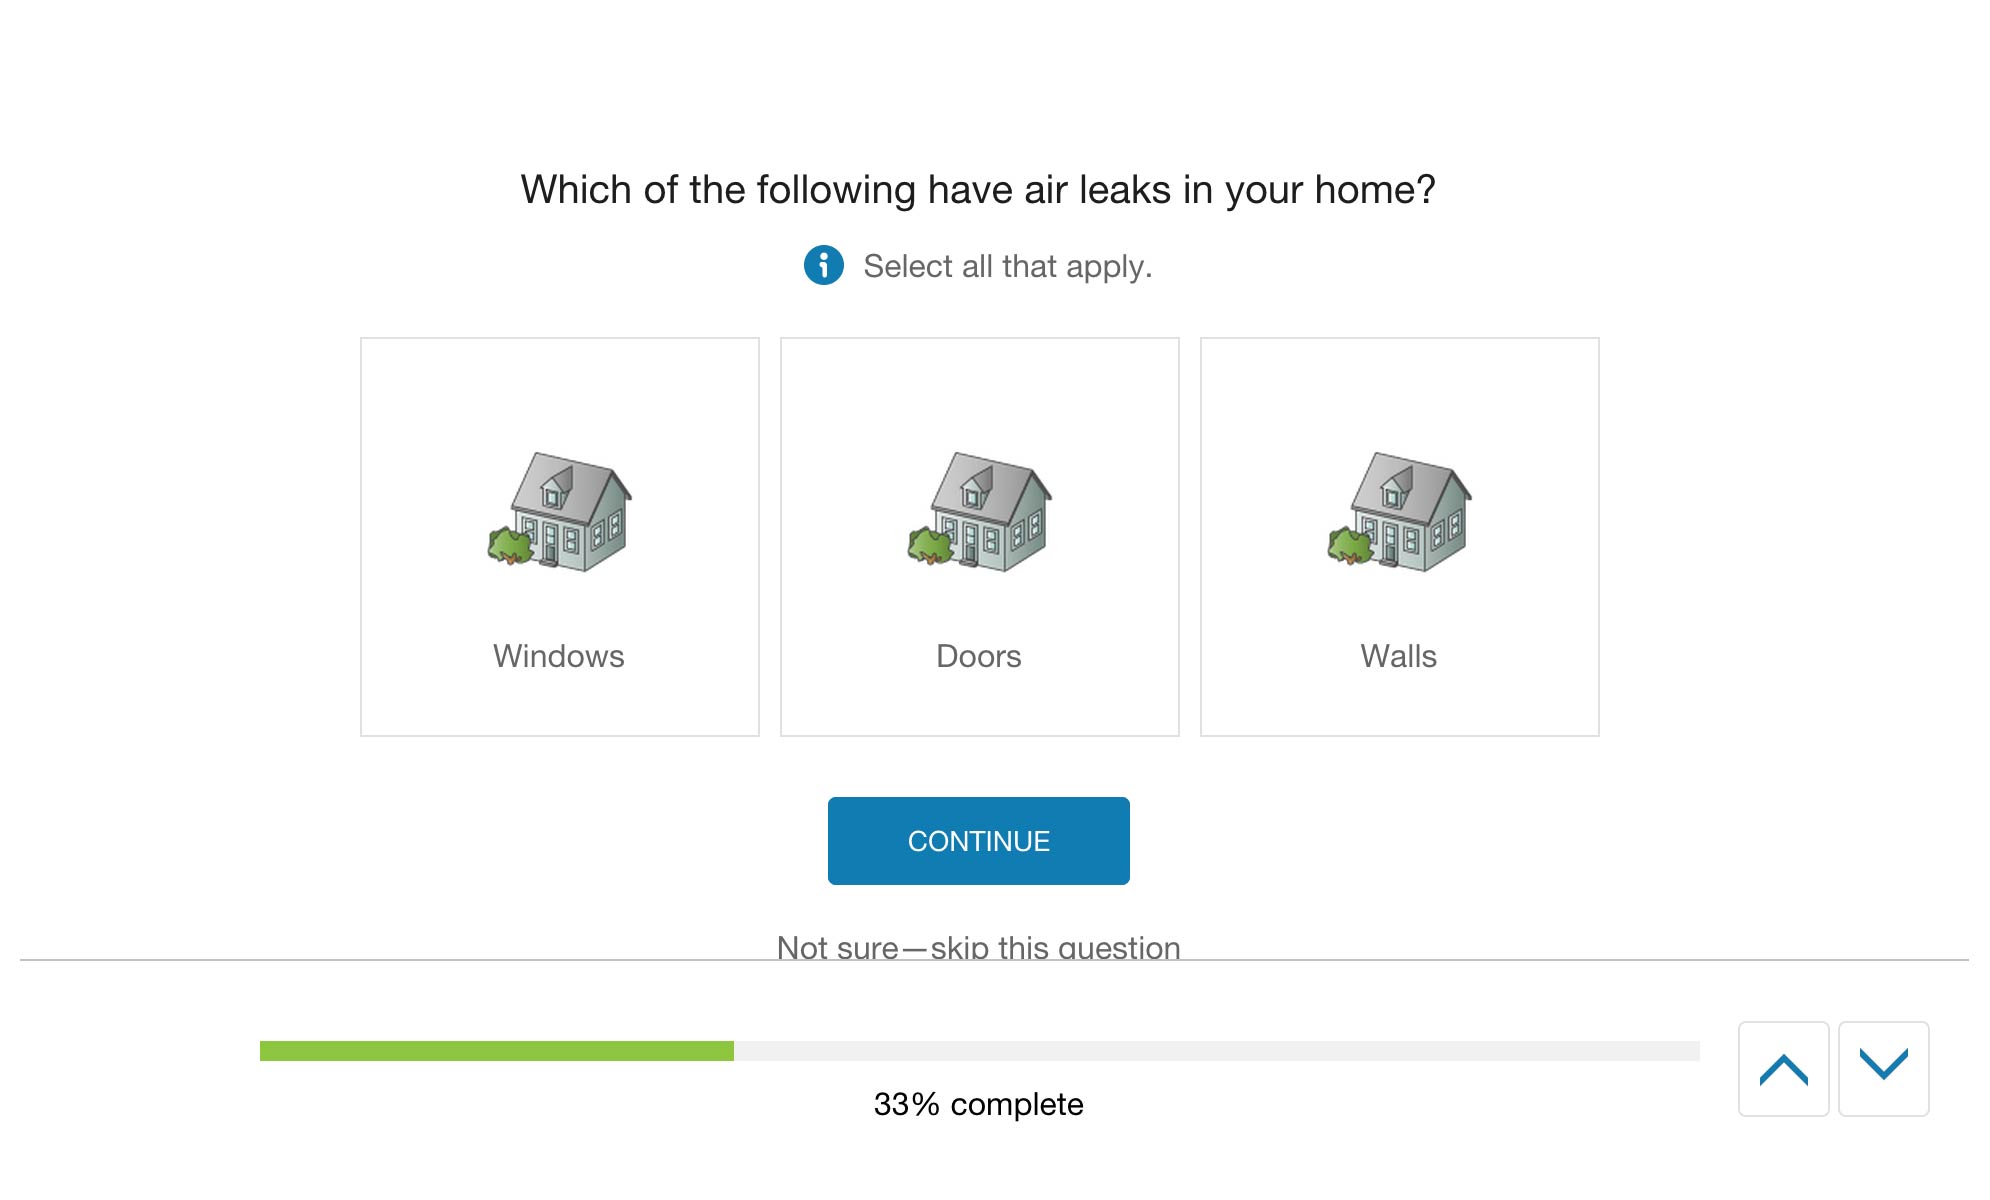 Which of the following have air leaks in your home?
Select all that apply.
Windows
Doors
Walls
CONTINUE
Not sure—skip this question
33% complete